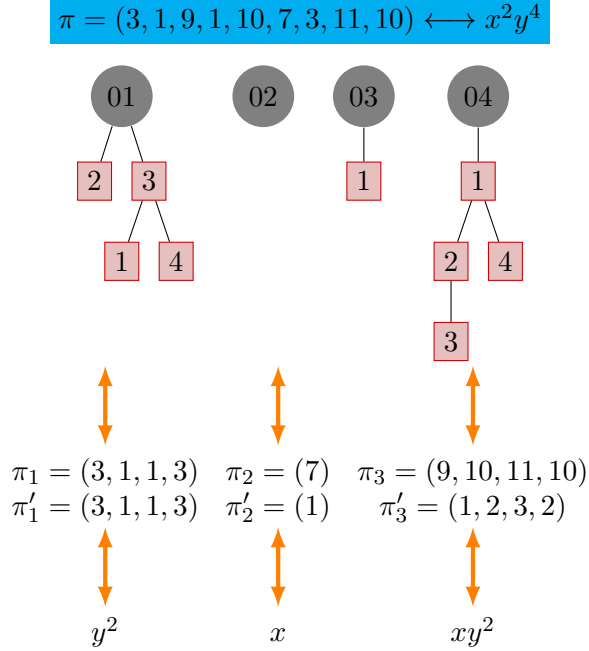 π = (3, 1, 9, 1, 10, 7, 3, 11, 10) ⟷ x²y⁴
01 02 03 04
2 3 1 1
1 4 2 4
3
π₁ = (3, 1, 1, 3) π₂ = (7) π₃ = (9, 10, 11, 10)
π′₁ = (3, 1, 1, 3) π′₂ = (1) π′₃ = (1, 2, 3, 2)
y² x xy²